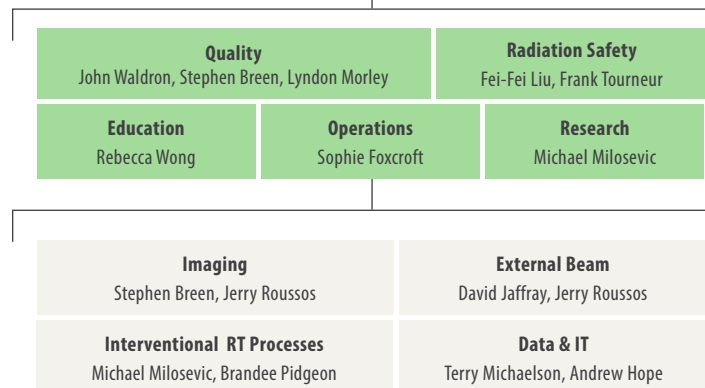 Quality
John Waldron, Stephen Breen, Lyndon Morley
Radiation Safety
Fei-Fei Liu, Frank Tourneur
Education
Rebecca Wong
Operations
Sophie Foxcroft
Research
Michael Milosevic
Imaging
Stephen Breen, Jerry Roussos
External Beam
David Jaffray, Jerry Roussos
Interventional RT Processes
Michael Milosevic, Brandee Pidgeon
Data & IT
Terry Michaelson, Andrew Hope